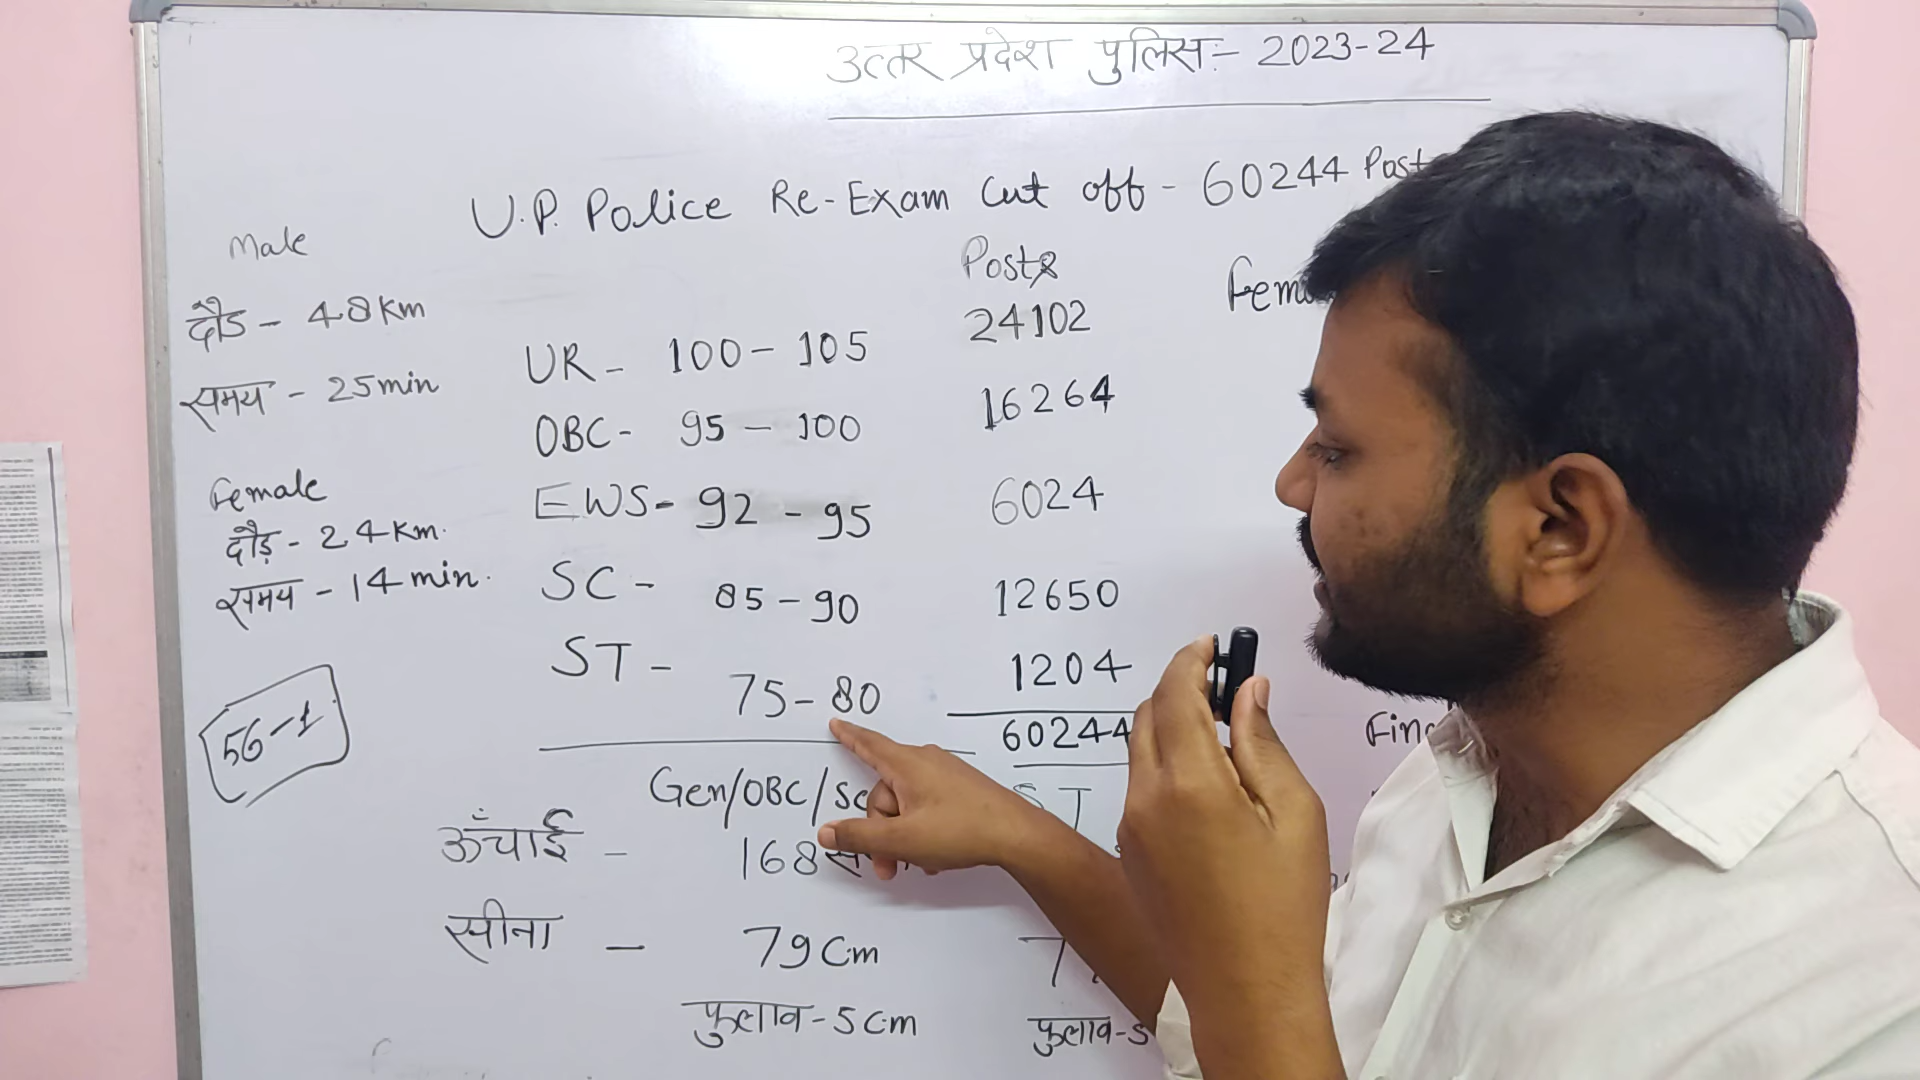 उत्तर प्रदेश पुलिस:- 2023-24
U.P. Police Re-Exam Cut off - 60244 Post
Male
दौड - 4.8 Km
समय - 25 min
Female
दौड़ - 2.4 Km.
समय - 14 min.
56-1
Posts
UR - 100 - 105 24102
OBC - 95 - 100 16264
EWS - 92 - 95 6024
SC - 85 - 90 12650
ST - 75 - 80 1204
60244
Gen/OBC/SC ST
ऊँचाई - 168
सीना - 79 Cm
फुलाव - 5 Cm फुलाव - 5